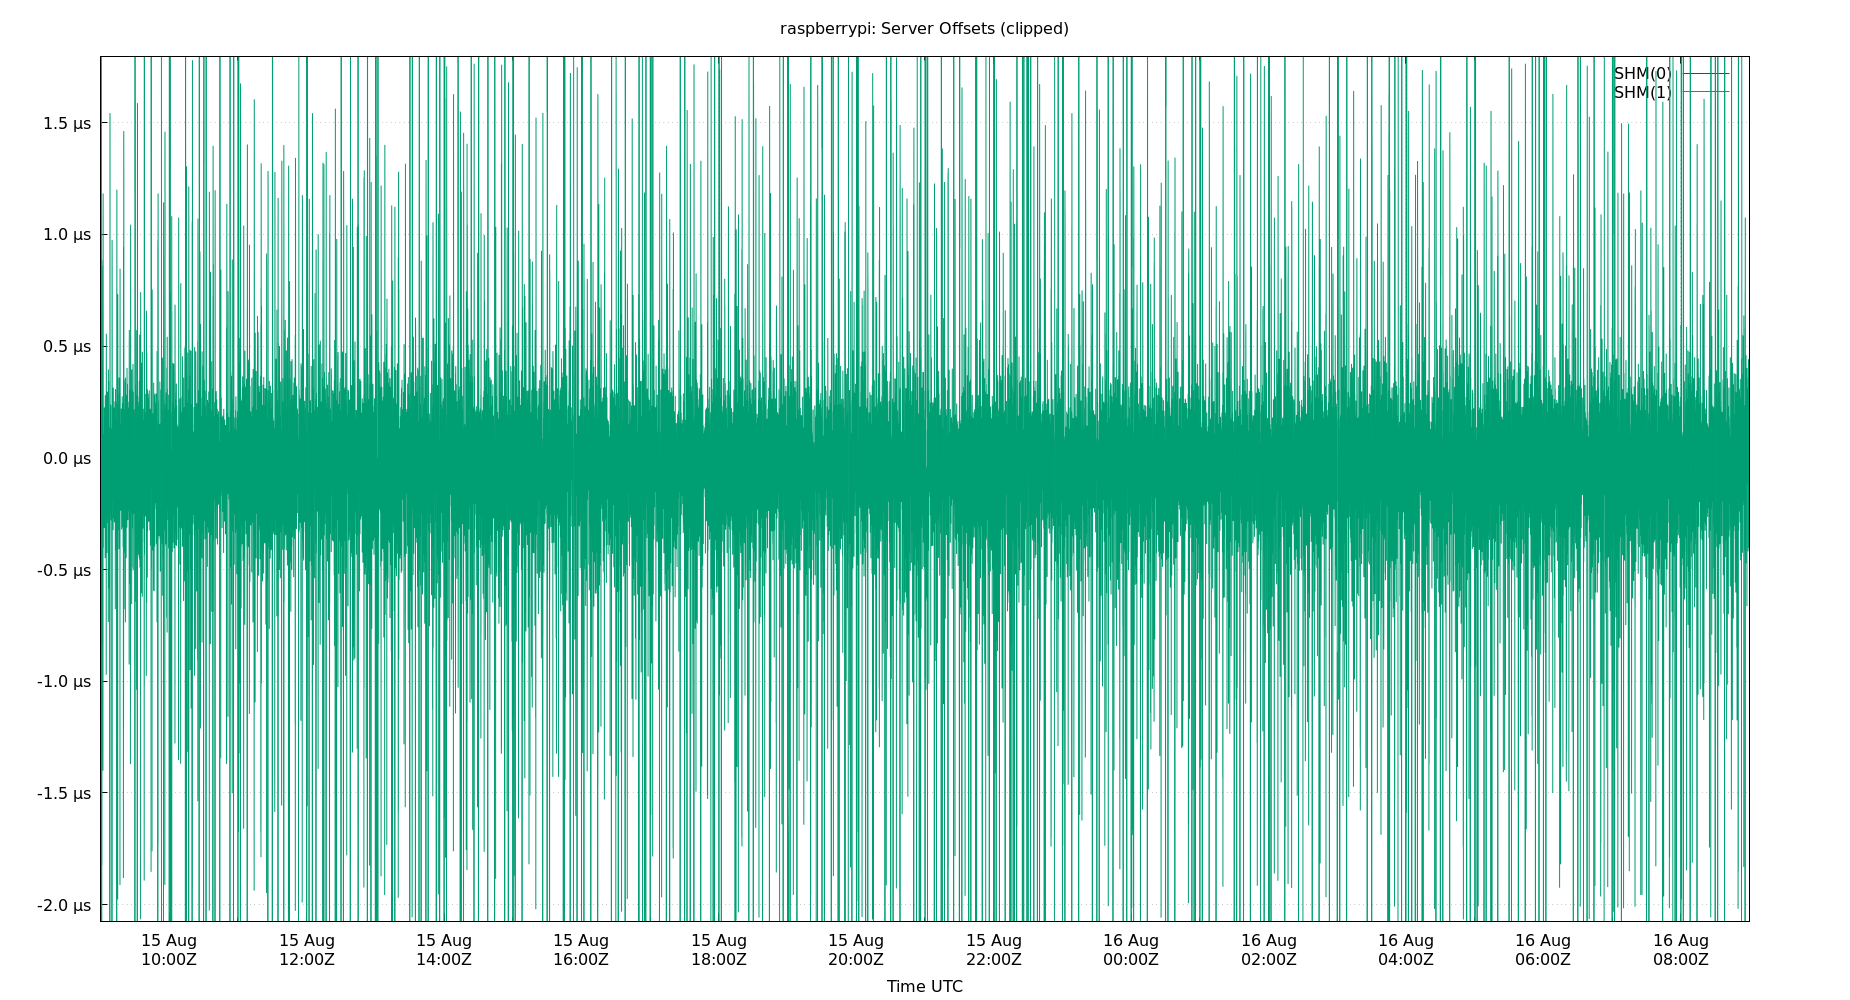 raspberrypi: Server Offsets (clipped)
SHM(0)
SHM(1)
1.5 µs
1.0 µs
0.5 µs
0.0 µs
-0.5 µs
-1.0 µs
-1.5 µs
-2.0 µs
15 Aug 15 Aug 15 Aug 15 Aug 15 Aug 15 Aug 15 Aug 16 Aug 16 Aug 16 Aug 16 Aug 16 Aug
10:00Z 12:00Z 14:00Z 16:00Z 18:00Z 20:00Z 22:00Z 00:00Z 02:00Z 04:00Z 06:00Z 08:00Z
Time UTC